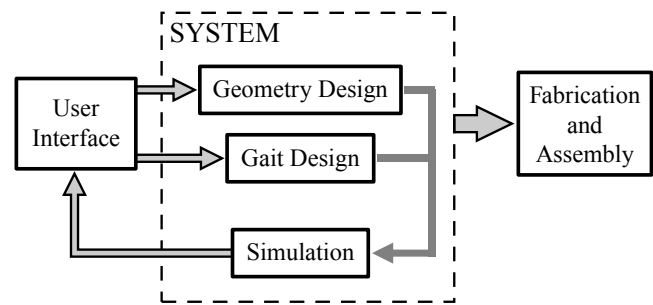 SYSTEM
User
Interface
Geometry Design
Gait Design
Simulation
Fabrication
and
Assembly